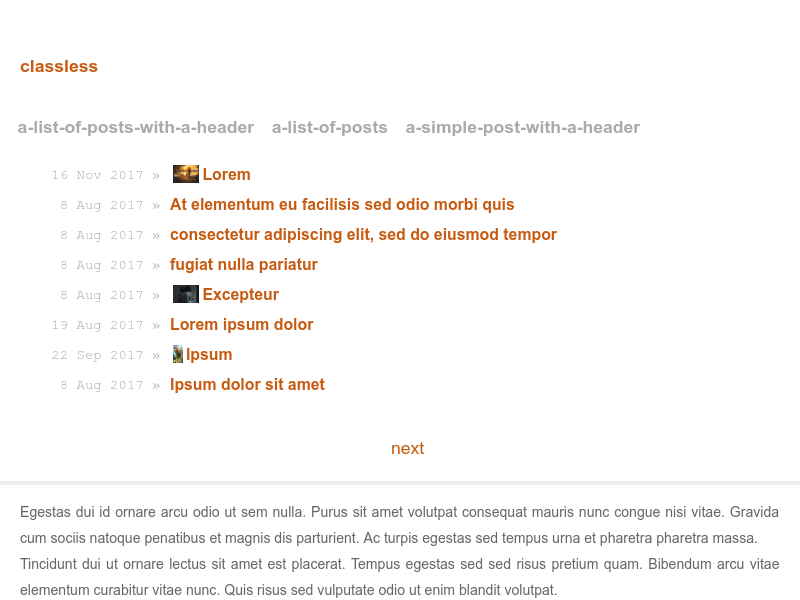 classless
a-list-of-posts-with-a-header a-list-of-posts a-simple-post-with-a-header
16 Nov 2017 » Lorem
8 Aug 2017 » At elementum eu facilisis sed odio morbi quis
8 Aug 2017 » consectetur adipiscing elit, sed do eiusmod tempor
8 Aug 2017 » fugiat nulla pariatur
8 Aug 2017 » Excepteur
19 Aug 2017 » Lorem ipsum dolor
22 Sep 2017 » Ipsum
8 Aug 2017 » Ipsum dolor sit amet
next
Egestas dui id ornare arcu odio ut sem nulla. Purus sit amet volutpat consequat mauris nunc congue nisi vitae. Gravida
cum sociis natoque penatibus et magnis dis parturient. Ac turpis egestas sed tempus urna et pharetra pharetra massa.
Tincidunt dui ut ornare lectus sit amet est placerat. Tempus egestas sed sed risus pretium quam. Bibendum arcu vitae
elementum curabitur vitae nunc. Quis risus sed vulputate odio ut enim blandit volutpat.